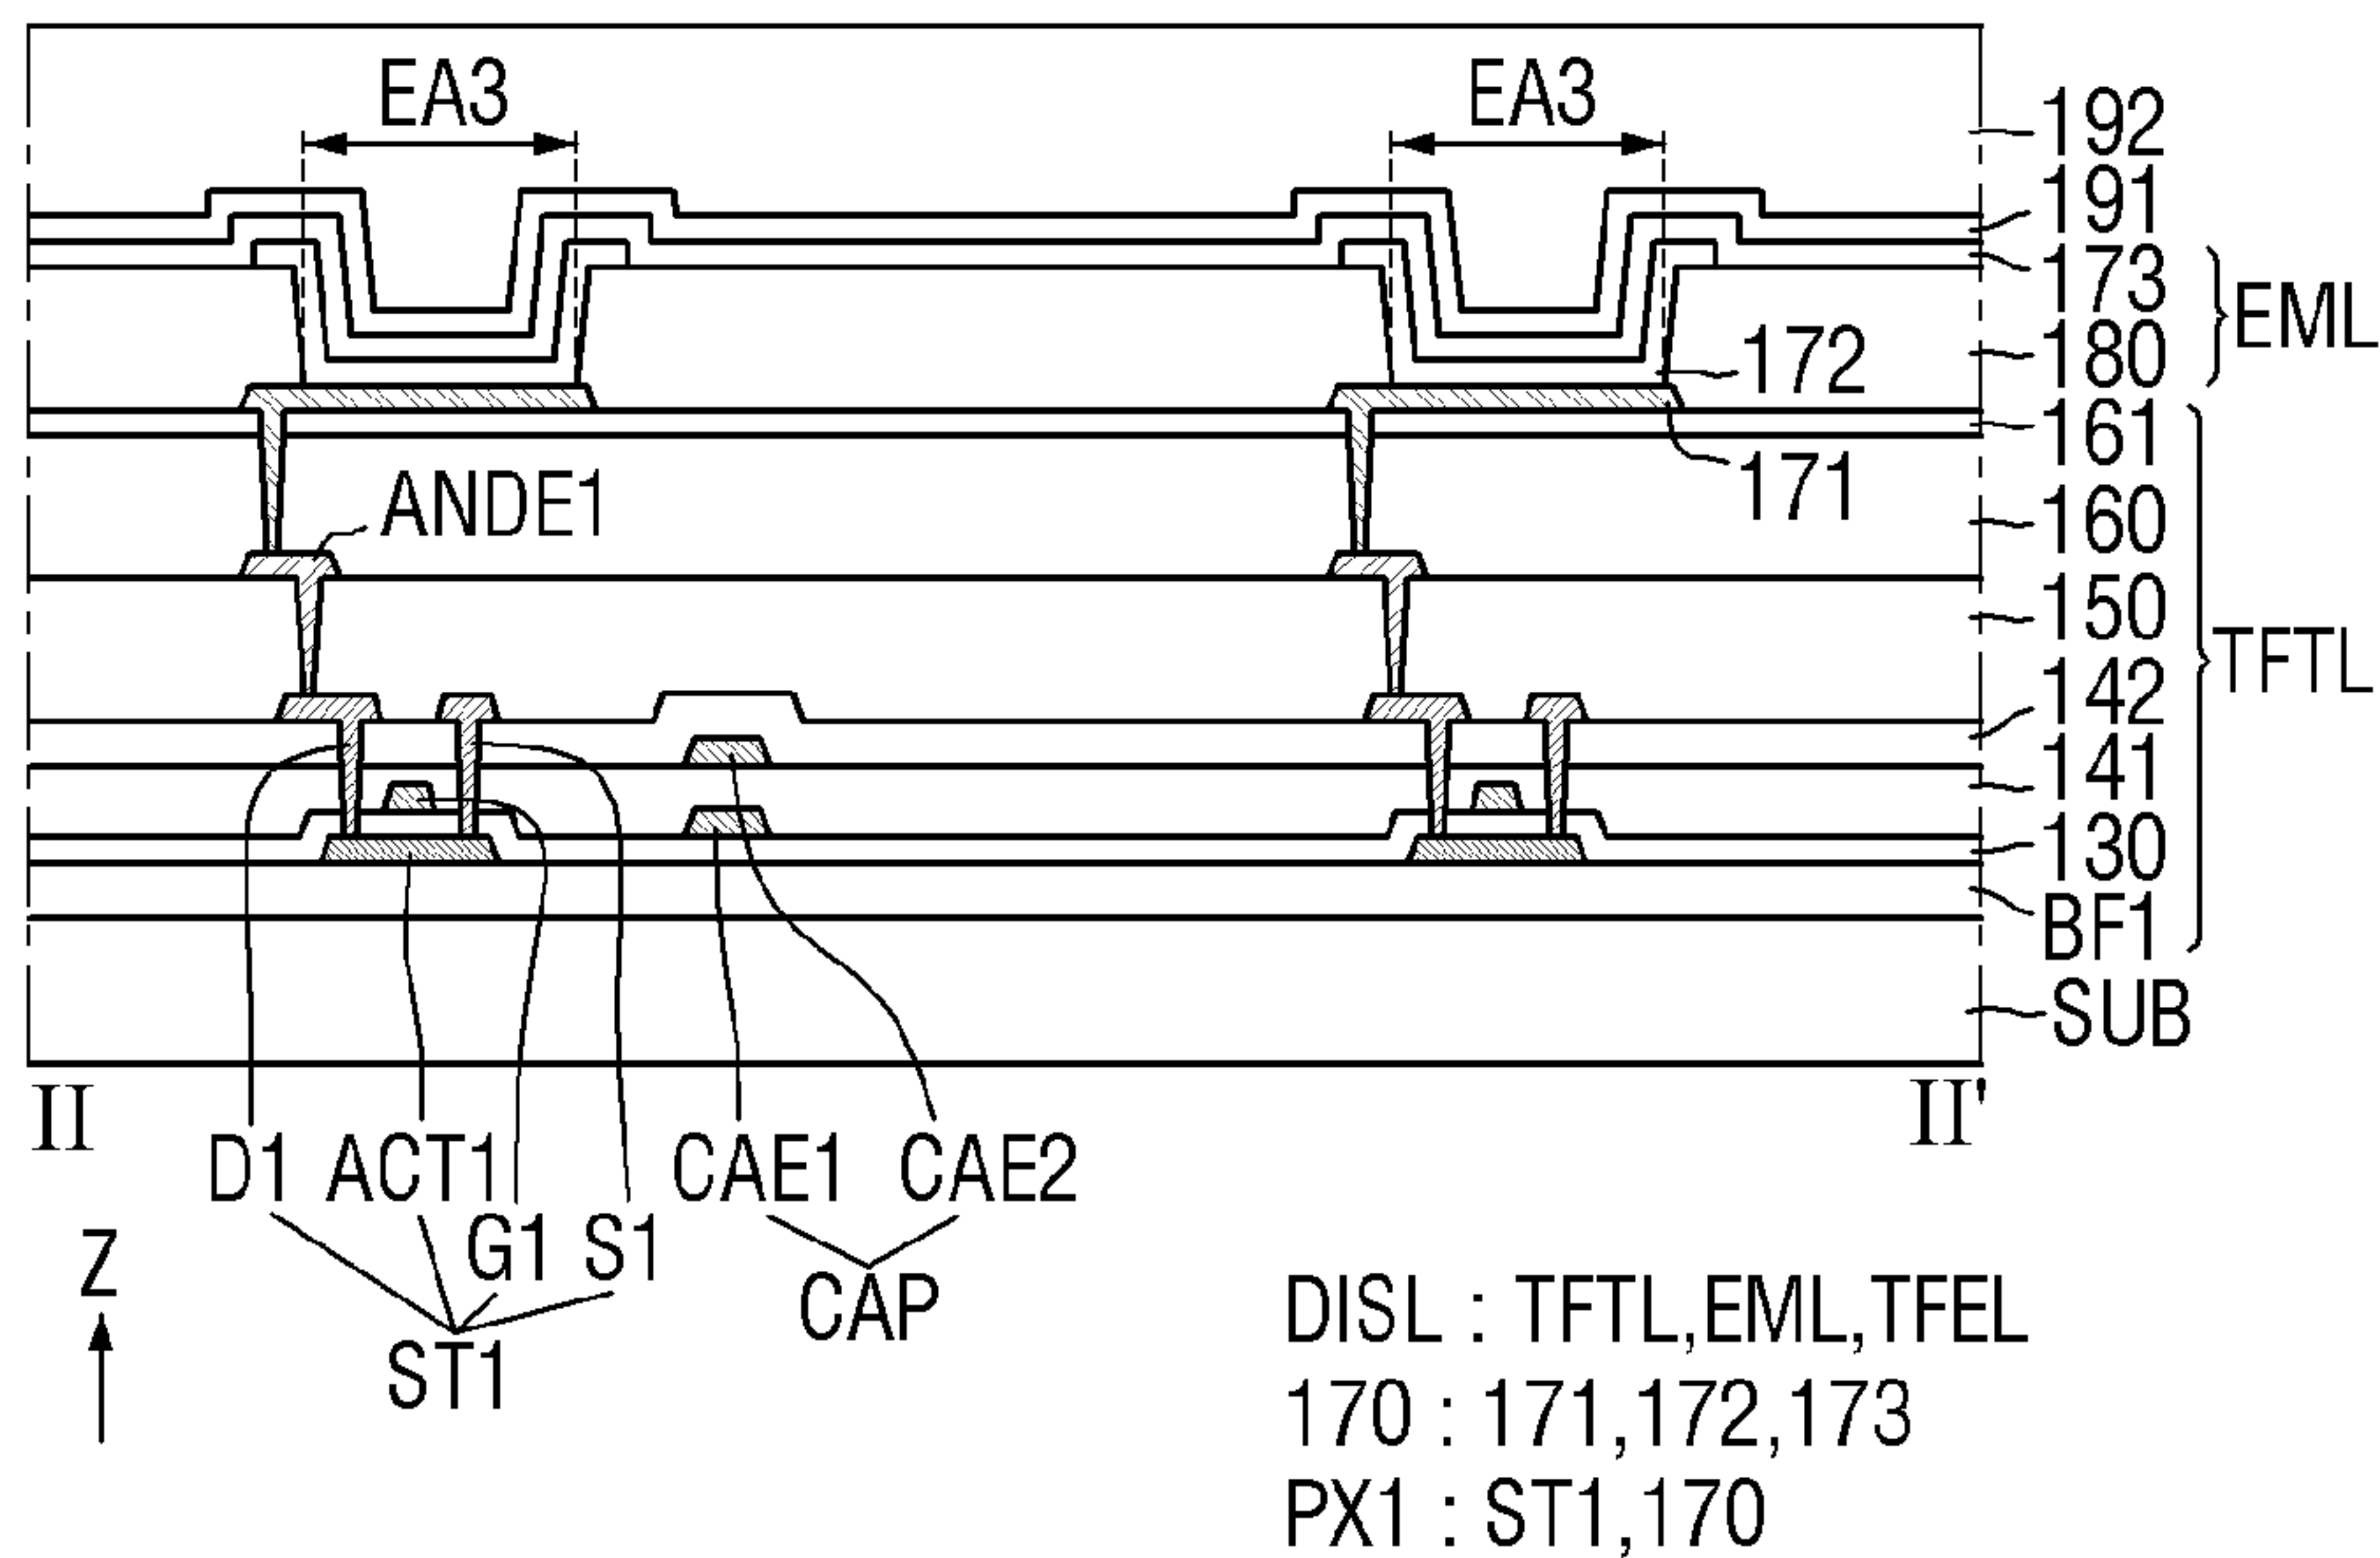 EA3 EA3
192
191
173
EML
180
172
161
171
ANDE1
160
150
TFTL
142
141
130
BF1
SUB
II II'
D1 ACT1 CAE1 CAE2
G1 S1
Z
CAP
ST1
DISL : TFTL,EML,TFEL
170 : 171,172,173
PX1 : ST1,170